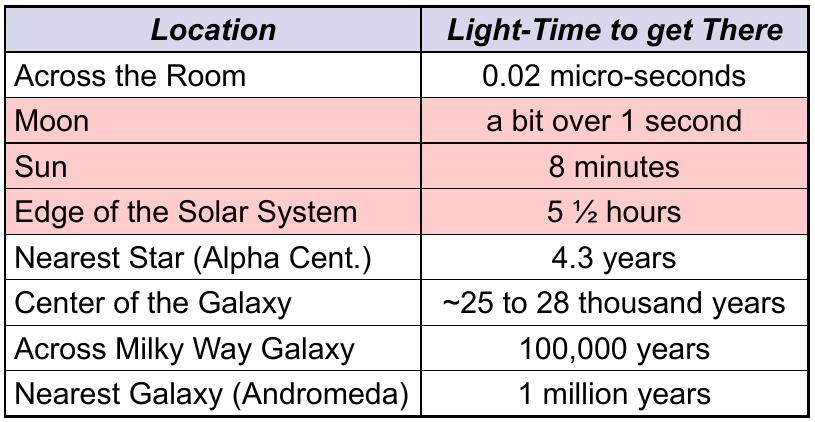 Location Light-Time to get There
Across the Room 0.02 micro-seconds
Moon a bit over 1 second
Sun 8 minutes
Edge of the Solar System 5 ½ hours
Nearest Star (Alpha Cent.) 4.3 years
Center of the Galaxy ~25 to 28 thousand years
Across Milky Way Galaxy 100,000 years
Nearest Galaxy (Andromeda) 1 million years